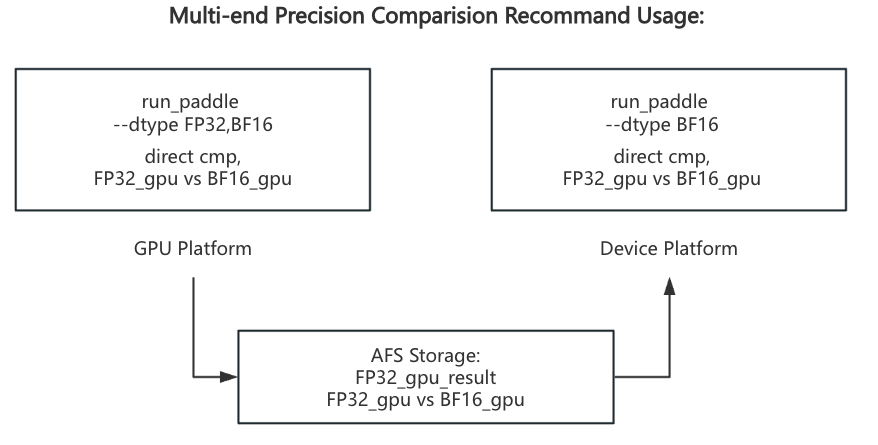 Multi-end Precision Comparision Recommand Usage:
run_paddle
--dtype FP32,BF16
direct cmp,
FP32_gpu vs BF16_gpu
GPU Platform
run_paddle
--dtype BF16
direct cmp,
FP32_gpu vs BF16_gpu
Device Platform
AFS Storage:
FP32_gpu_result
FP32_gpu vs BF16_gpu